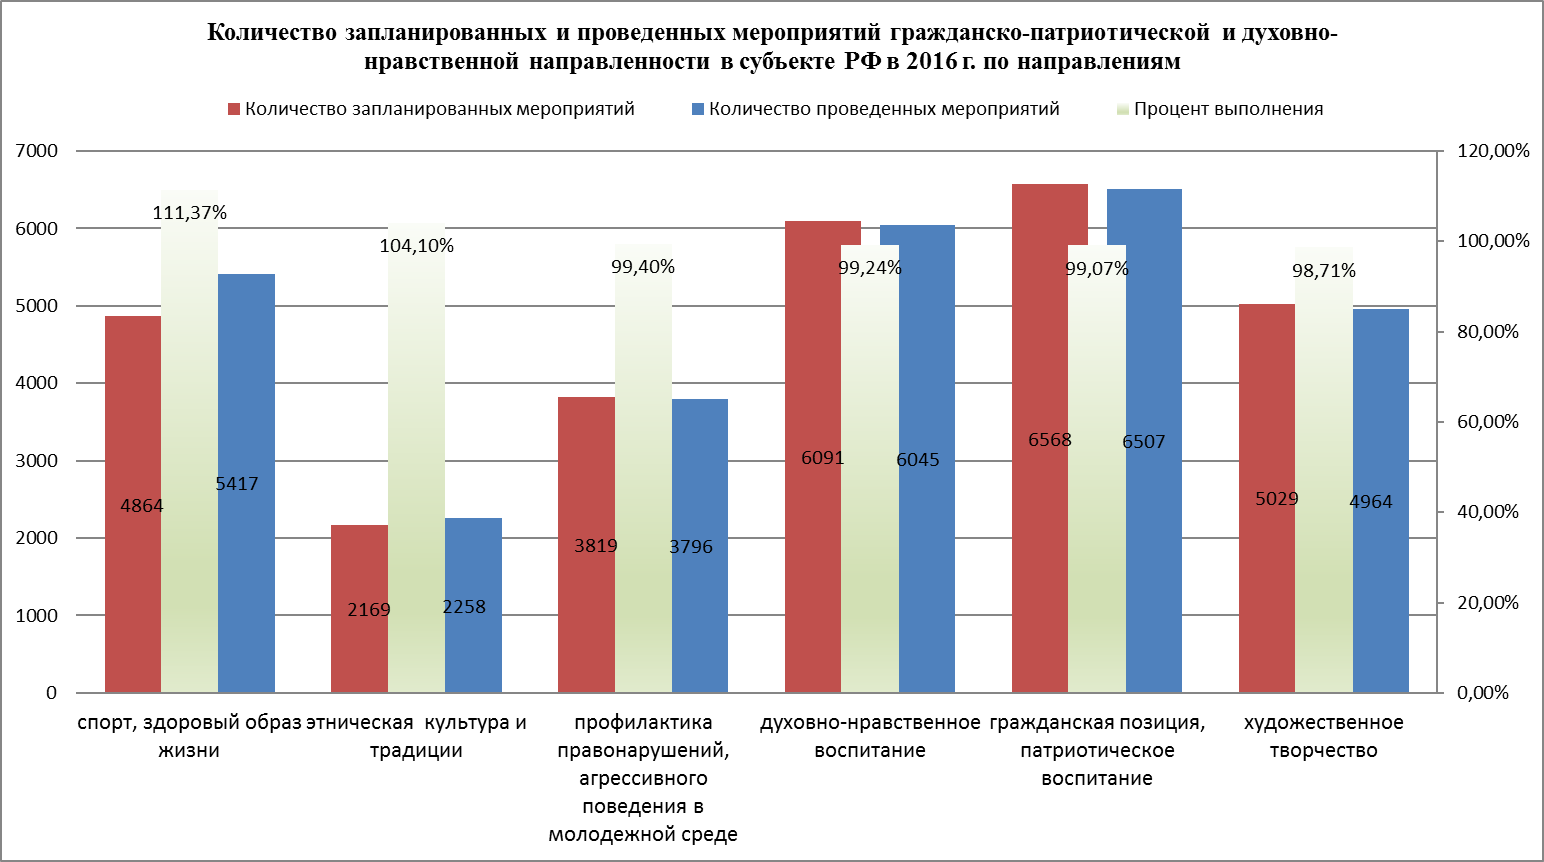 Количество запланированных и проведенных мероприятий гражданско-патриотической и духовно-
нравственной направленности в субъекте РФ в 2016 г. по направлениям
Количество запланированных мероприятий
Количество проведенных мероприятий
Процент выполнения
7000
6000
5000
4000
3000
2000
1000
0
120,00%
100,00%
80,00%
60,00%
40,00%
20,00%
0,00%
111,37%
104,10%
99,40%
99,24%
99,07%
98,71%
4864
5417
2169
2258
3819
3796
6091
6045
6568
6507
5029
4964
спорт, здоровый образ
жизни
этническая культура и
традиции
профилактика
правонарушений,
агрессивного
поведения в
молодежной среде
духовно-нравственное
воспитание
гражданская позиция,
патриотическое
воспитание
художественное
творчество